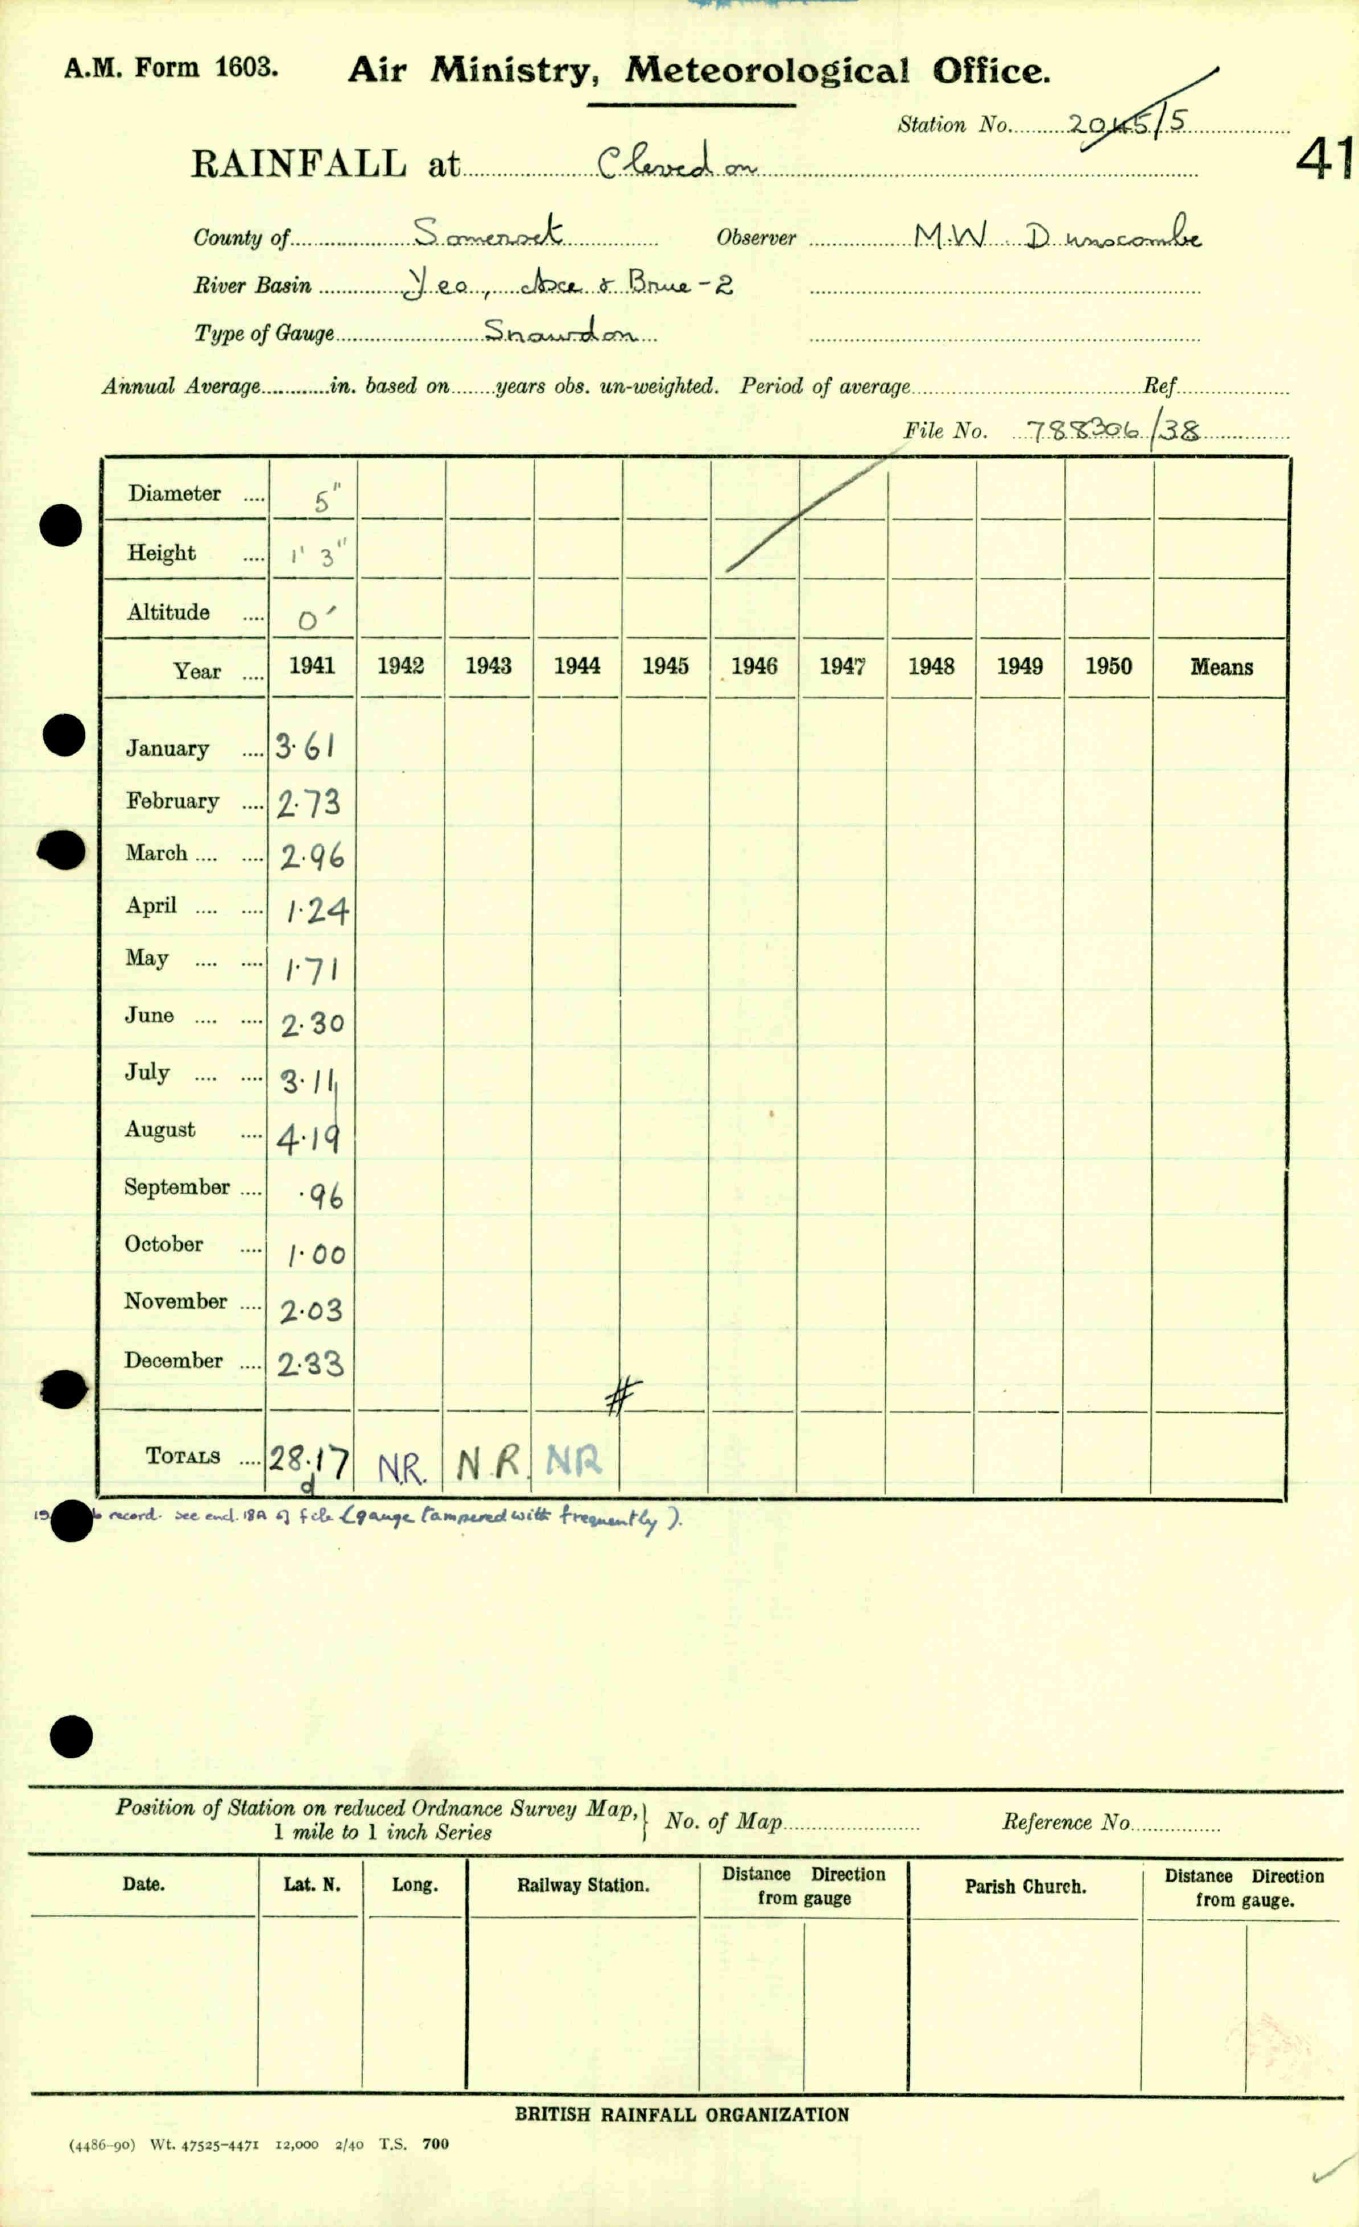 A.M. Form 1603. Air Ministry, Meteorological Office.
Station No. 2045/5
41
RAINFALL at Clevedon
County of Somerset Observer M.W. Dunscombe
River Basin Yeo, Axe & Brue - 2
Type of Gauge Snowdon
Annual Average in. based on years obs. un-weighted. Period of average Ref
File No. 788306/38
Diameter .... 5"
Height .... 1' 3"
Altitude .... 0'
Year .... 1941 1942 1943 1944 1945 1946 1947 1948 1949 1950 Means
January .... 3.61
February .... 2.73
March .... .... 2.96
April .... .... 1.24
May .... .... 1.71
June .... .... 2.30
July .... .... 3.11
August .... 4.19
September .... .96
October .... 1.00
November .... 2.03
December .... 2.33
#
TOTALS .... 28.17 N.R. N.R. NR
d
record. see encl. 18A of file (gauge tampered with frequently).
Position of Station on reduced Ordnance Survey Map, } No. of Map Reference No.
1 mile to 1 inch Series
Date. Lat. N. Long. Railway Station. Distance Direction from gauge Parish Church. Distance Direction from gauge.
BRITISH RAINFALL ORGANIZATION
(4486-90) Wt. 47525-4471 12,000 2/40 T.S. 700